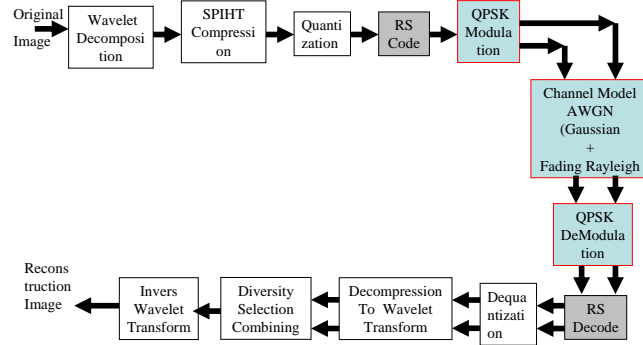 Original
Image
Wavelet
Decomposi
tion
SPIHT
Compressi
on
Quanti
zation
RS
Code
QPSK
Modula
tion
Channel Model
AWGN
(Gaussian
+
Fading Rayleigh
QPSK
DeModula
tion
RS
Decode
Dequa
ntizati
on
Decompression
To Wavelet
Transform
Diversity
Selection
Combining
Invers
Wavelet
Transform
Recons
truction
Image